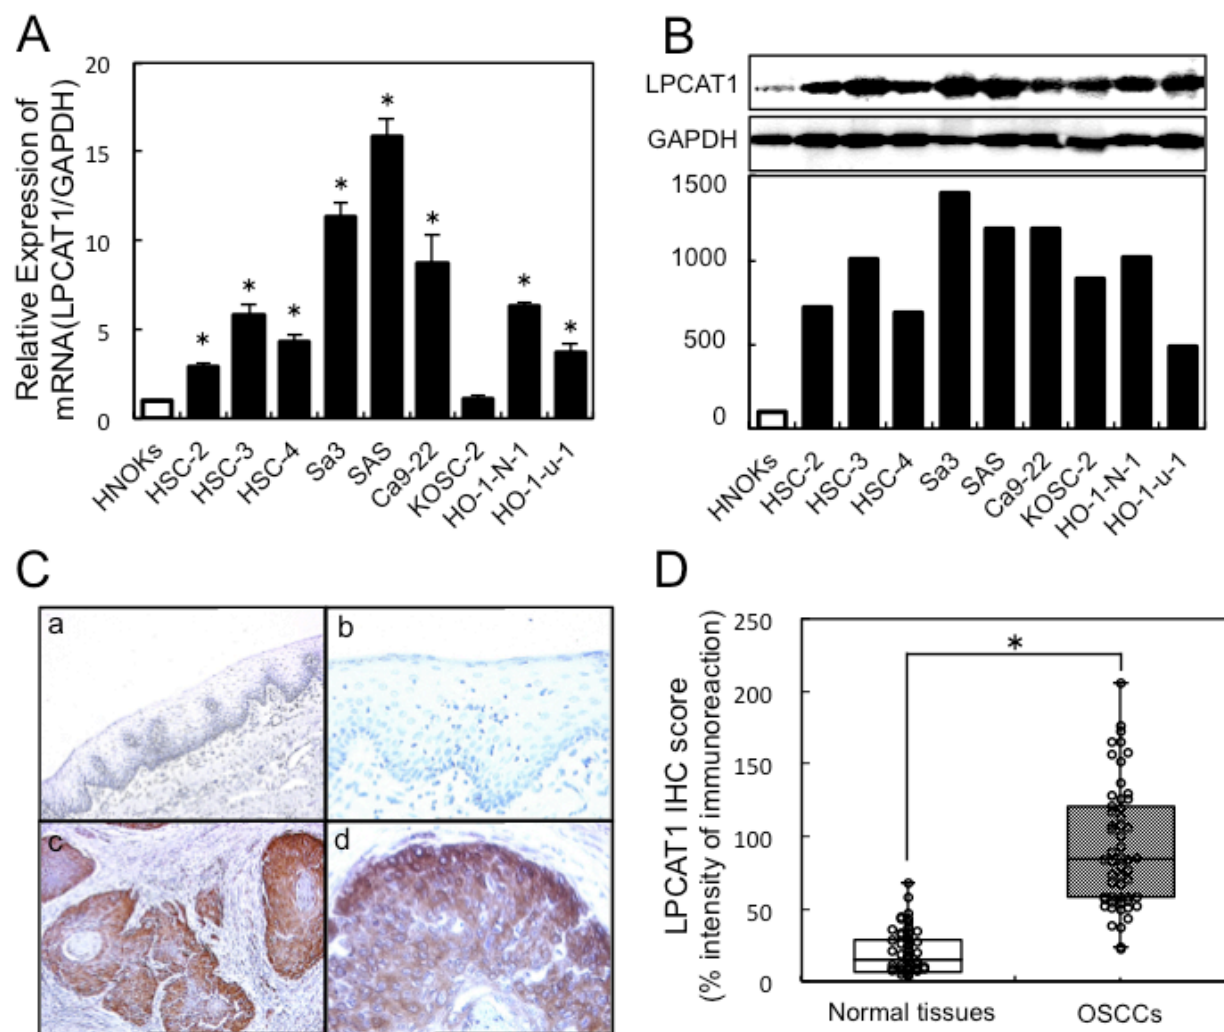 A
Relative Expression of
mRNA(LPCAT1/GAPDH)
20
15
10
5
0
*
*
*
*
*
*
*
*
HNOKs
HSC-2
HSC-3
HSC-4
Sa3
SAS
Ca9-22
KOSC-2
HO-1-N-1
HO-1-u-1
B
LPCAT1
GAPDH
1500
1000
500
0
HNOKs
HSC-2
HSC-3
HSC-4
Sa3
SAS
Ca9-22
KOSC-2
HO-1-N-1
HO-1-u-1
C
a
b
c
d
D
LPCAT1 IHC score
(% intensity of immunoreaction)
250
200
150
100
50
0
*
Normal tissues
OSCCs